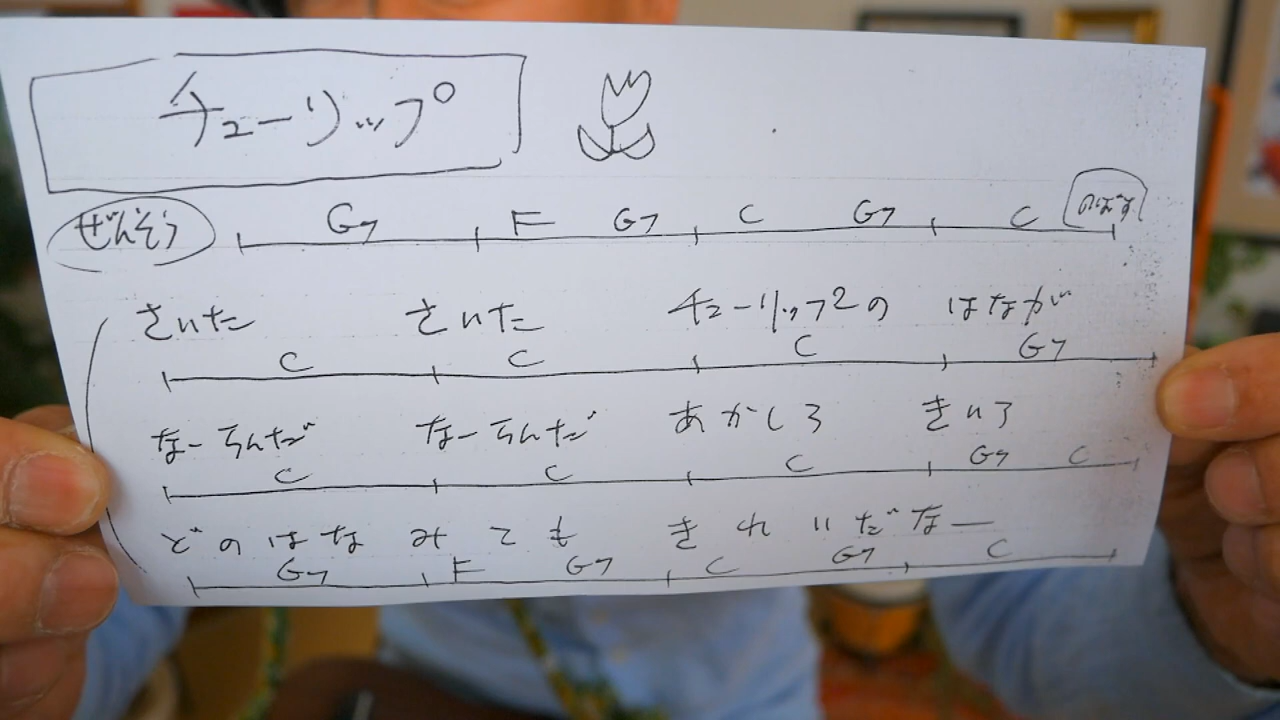 チューリップ
ぜんそう G7 F G7 C G7 C のばす
さいた さいた チューリップの はなが
C C C G7
なーらんだ なーらんだ あかしろ きいろ
C C C G7 C
どのはな みても きれいだなー
G7 F G7 C G7 C